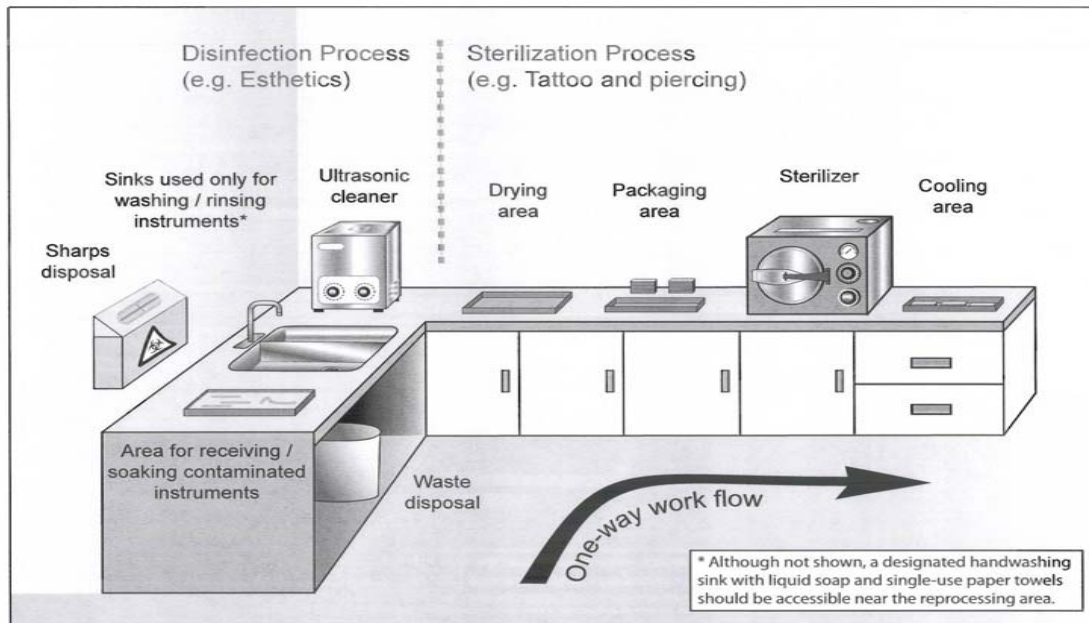 Disinfection Process
(e.g. Esthetics)
Sterilization Process
(e.g. Tattoo and piercing)
Sinks used only for
washing / rinsing
instruments*
Ultrasonic
cleaner
Drying
area
Packaging
area
Sterilizer
Cooling
area
Sharps
disposal
Area for receiving /
soaking contaminated
instruments
Waste
disposal
One-way work flow
* Although not shown, a designated handwashing
sink with liquid soap and single-use paper towels
should be accessible near the reprocessing area.